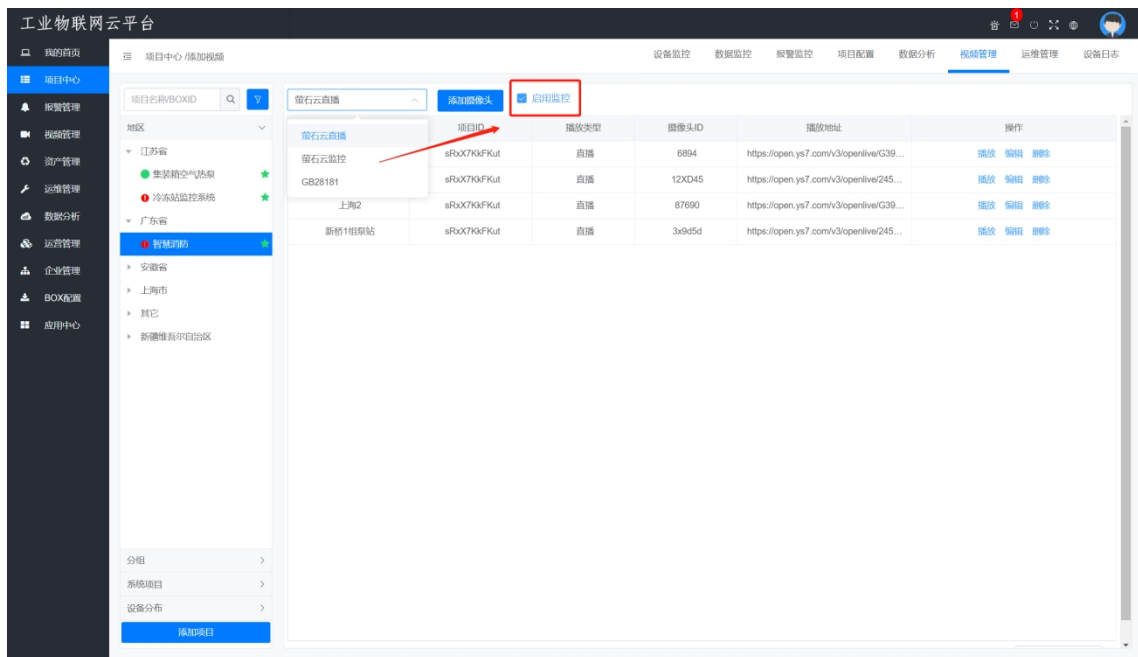 工业物联网云平台
1
我的首页
项目中心
报警管理
视频管理
资产管理
运维管理
数据分析
运营管理
企业管理
BOX配置
应用中心
项目中心 /添加视频
设备监控 数据监控 报警监控 项目配置 数据分析 视频管理 运维管理 设备日志
项目名称/BOXID
地区
江苏省
集装箱空气热泵
冷冻站监控系统
广东省
智慧消防
安徽省
上海市
其它
新疆维吾尔自治区
分组
系统项目
设备分布
添加项目
萤石云直播 添加摄像头 启用监控
萤石云直播
萤石云监控
GB28181
项目ID 播放类型 摄像头ID 播放地址 操作
sRxX7KkFKut 直播 6894 https://open.ys7.com/v3/openlive/G39... 播放 编辑 删除
sRxX7KkFKut 直播 12XD45 https://open.ys7.com/v3/openlive/245... 播放 编辑 删除
上海2 sRxX7KkFKut 直播 87690 https://open.ys7.com/v3/openlive/G39... 播放 编辑 删除
新桥1组泵站 sRxX7KkFKut 直播 3x9d5d https://open.ys7.com/v3/openlive/245... 播放 编辑 删除